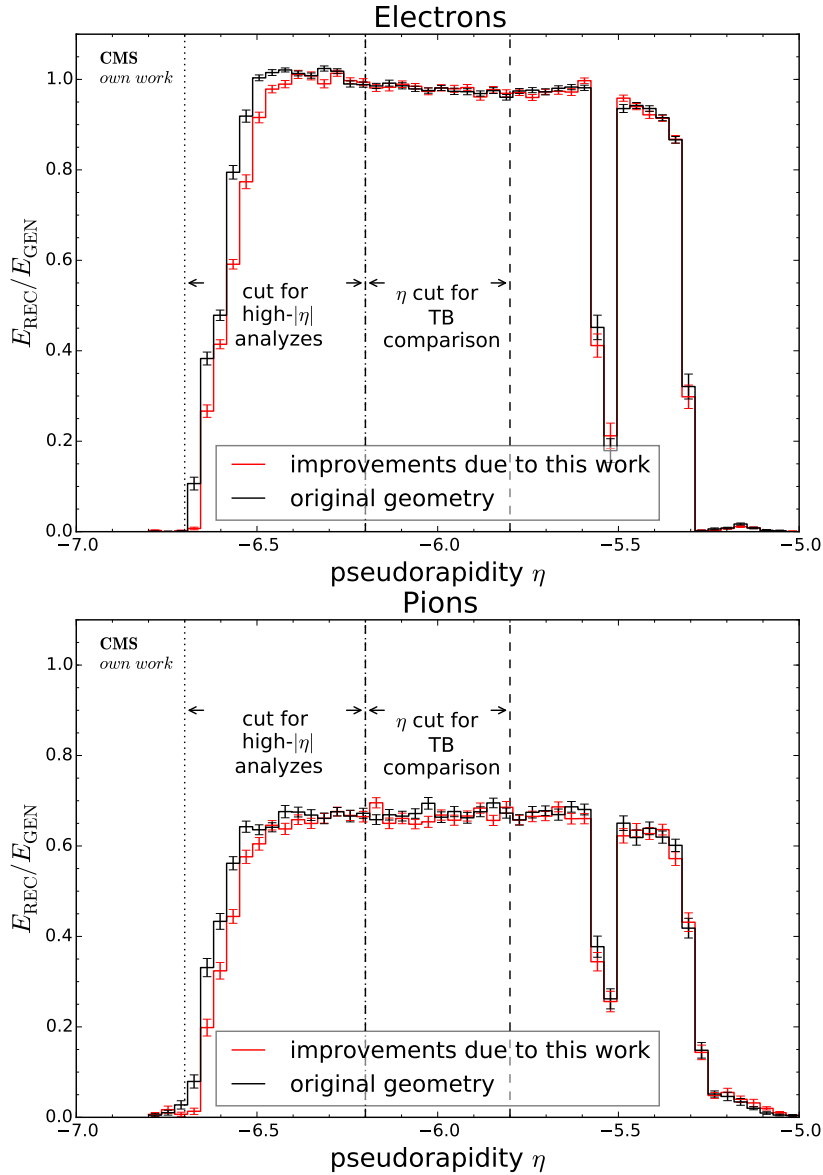 Electrons
CMS
own work
1.0
0.8
0.6
0.4
0.2
0.0
E_REC/E_GEN
cut for
high-|η|
analyzes
η cut for
TB
comparison
improvements due to this work
original geometry
−7.0 −6.5 −6.0 −5.5 −5.0
pseudorapidity η
Pions
CMS
own work
1.0
0.8
0.6
0.4
0.2
0.0
E_REC/E_GEN
cut for
high-|η|
analyzes
η cut for
TB
comparison
improvements due to this work
original geometry
−7.0 −6.5 −6.0 −5.5 −5.0
pseudorapidity η